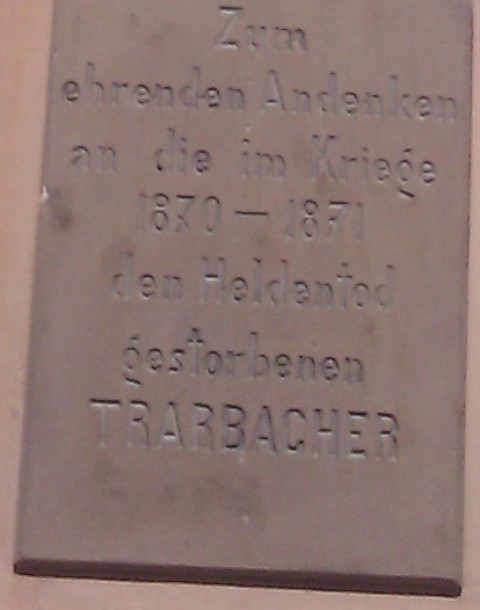 Zum
ehrenden Andenken
an die im Kriege
1870 – 1871
den Heldentod
gestorbenen
TRARBACHER